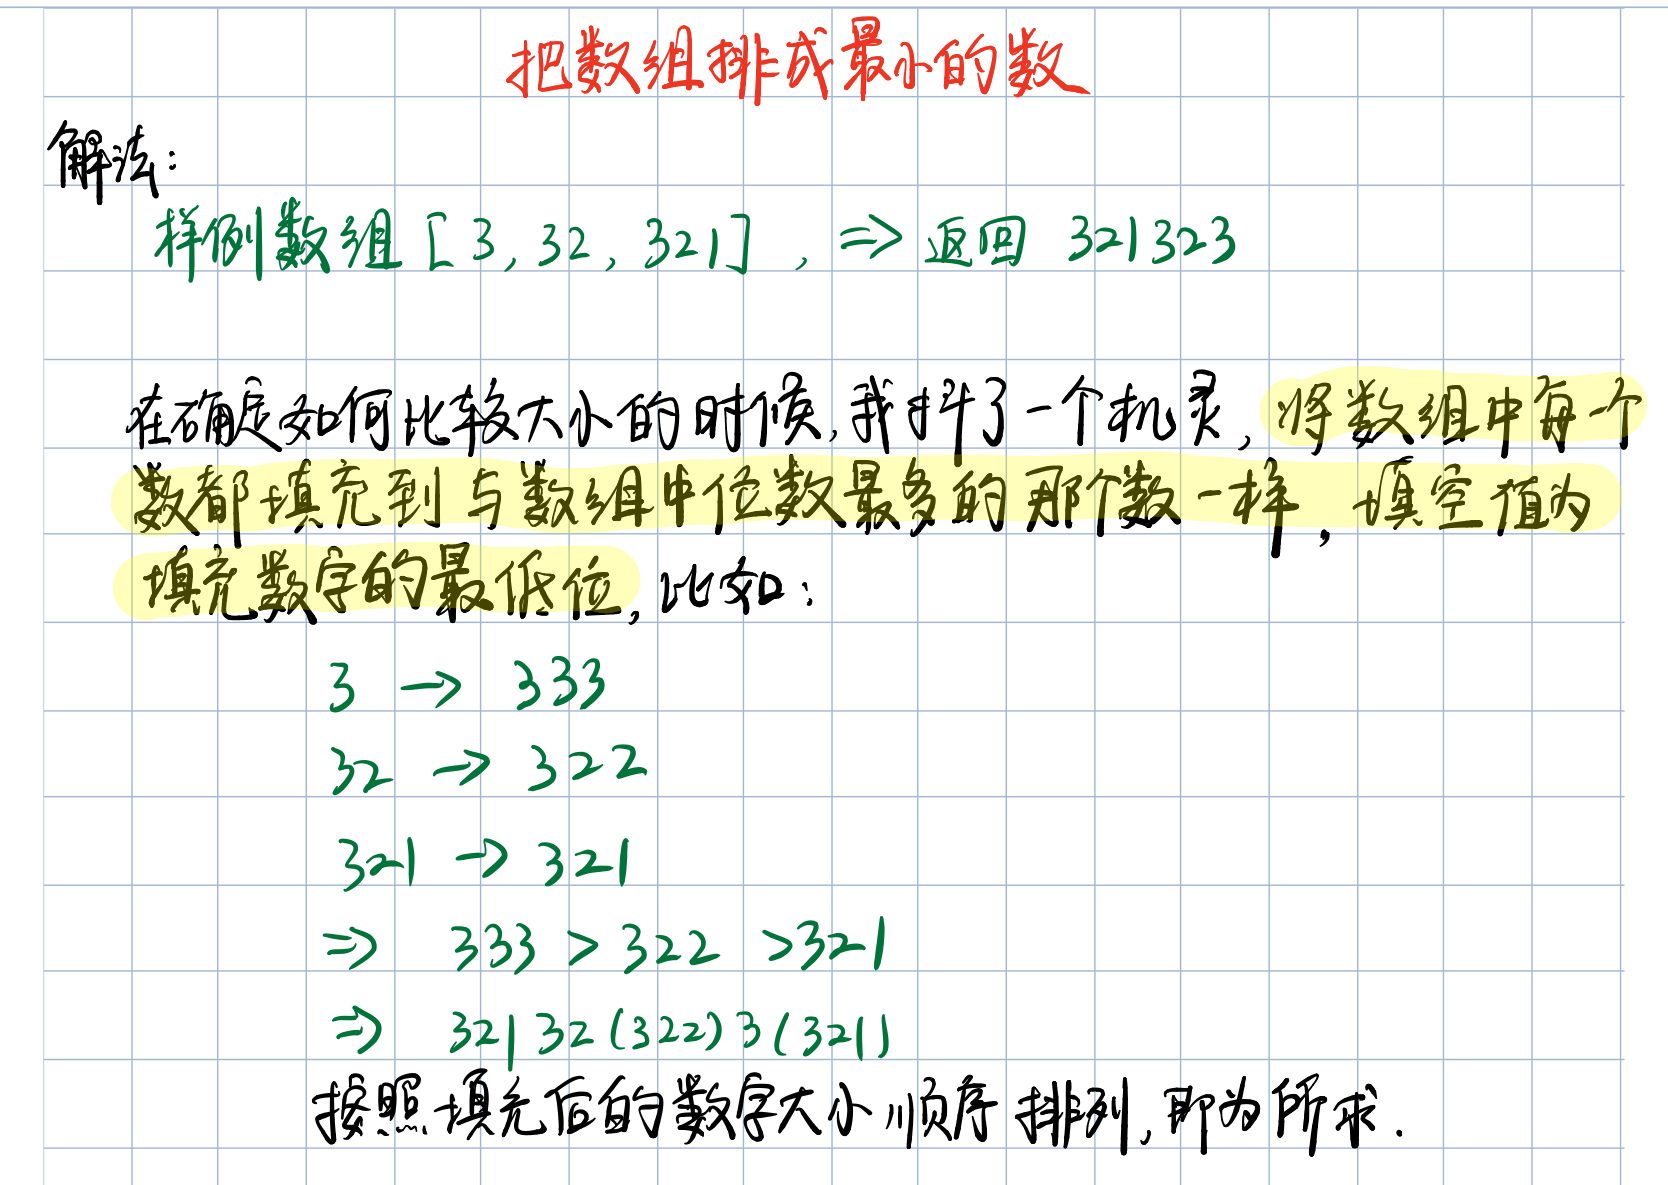 把数组排成最小的数
解法:
样例数组[3, 32, 321], ⇒ 返回 321323
在确定如何比较大小的时候,我抖了一个机灵,将数组中每一个
数都填充到与数组中位数最多的那个数一样,填空值为
填充数字的最低位,比如:
3 → 333
32 → 322
321 → 321
⇒ 333 > 322 > 321
⇒ 321 32(322) 3(321)
按照填充后的数字大小顺序排列,即为所求.